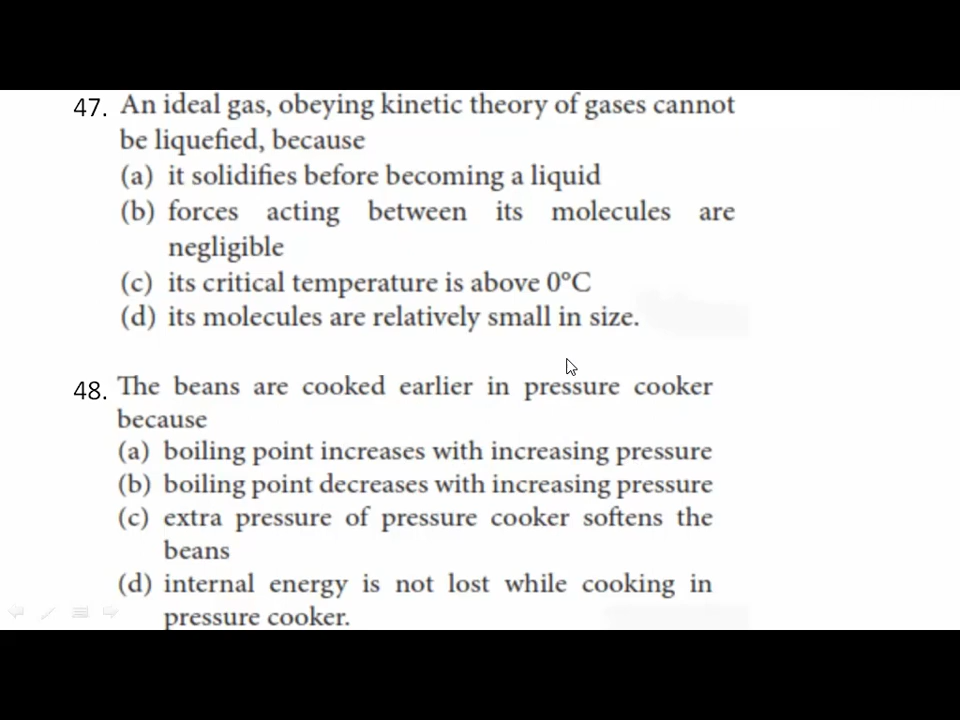 47. An ideal gas, obeying kinetic theory of gases cannot
be liquefied, because
(a) it solidifies before becoming a liquid
(b) forces acting between its molecules are
negligible
(c) its critical temperature is above 0°C
(d) its molecules are relatively small in size.
48. The beans are cooked earlier in pressure cooker
because
(a) boiling point increases with increasing pressure
(b) boiling point decreases with increasing pressure
(c) extra pressure of pressure cooker softens the
beans
(d) internal energy is not lost while cooking in
pressure cooker.